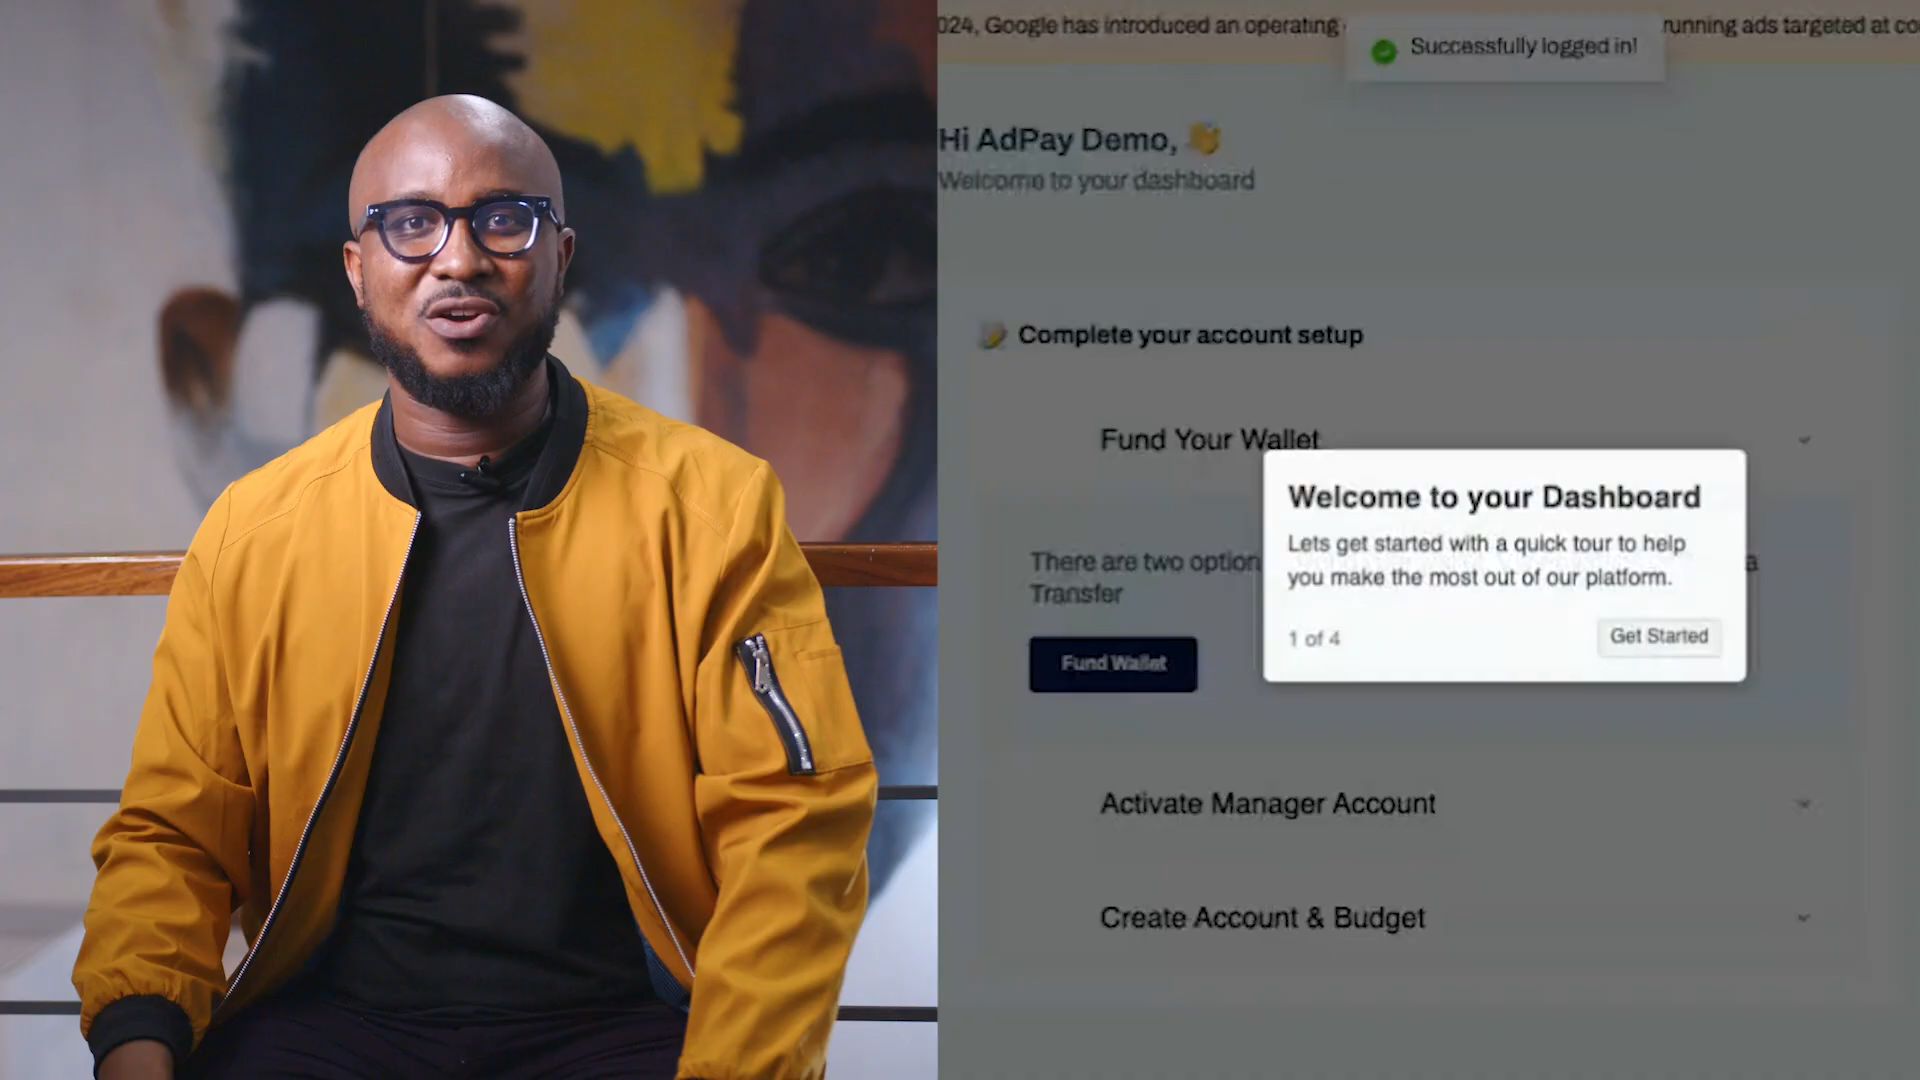 024, Google has introduced an operating
running ads targeted at co
Successfully logged in!
Hi AdPay Demo,
Welcome to your dashboard
Complete your account setup
Fund Your Wallet
Welcome to your Dashboard
Lets get started with a quick tour to help
you make the most out of our platform.
1 of 4
Get Started
There are two option
a
Transfer
Fund Wallet
Activate Manager Account
Create Account & Budget